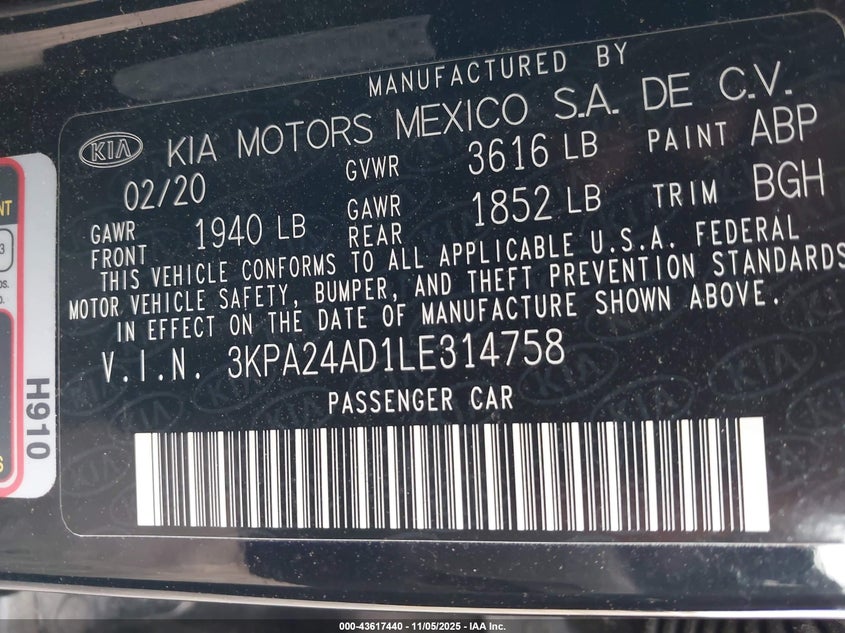 MANUFACTURED BY
KIA KIA MOTORS MEXICO S.A. DE C.V.
02/20 GVWR 3616 LB PAINT ABP
GAWR FRONT 1940 LB GAWR REAR 1852 LB TRIM BGH
THIS VEHICLE CONFORMS TO ALL APPLICABLE U.S.A. FEDERAL
MOTOR VEHICLE SAFETY, BUMPER, AND THEFT PREVENTION STANDARDS
IN EFFECT ON THE DATE OF MANUFACTURE SHOWN ABOVE.
V.I.N. 3KPA24AD1LE314758
PASSENGER CAR
H910
000-43617440 - 11/05/2025 - IAA Inc.